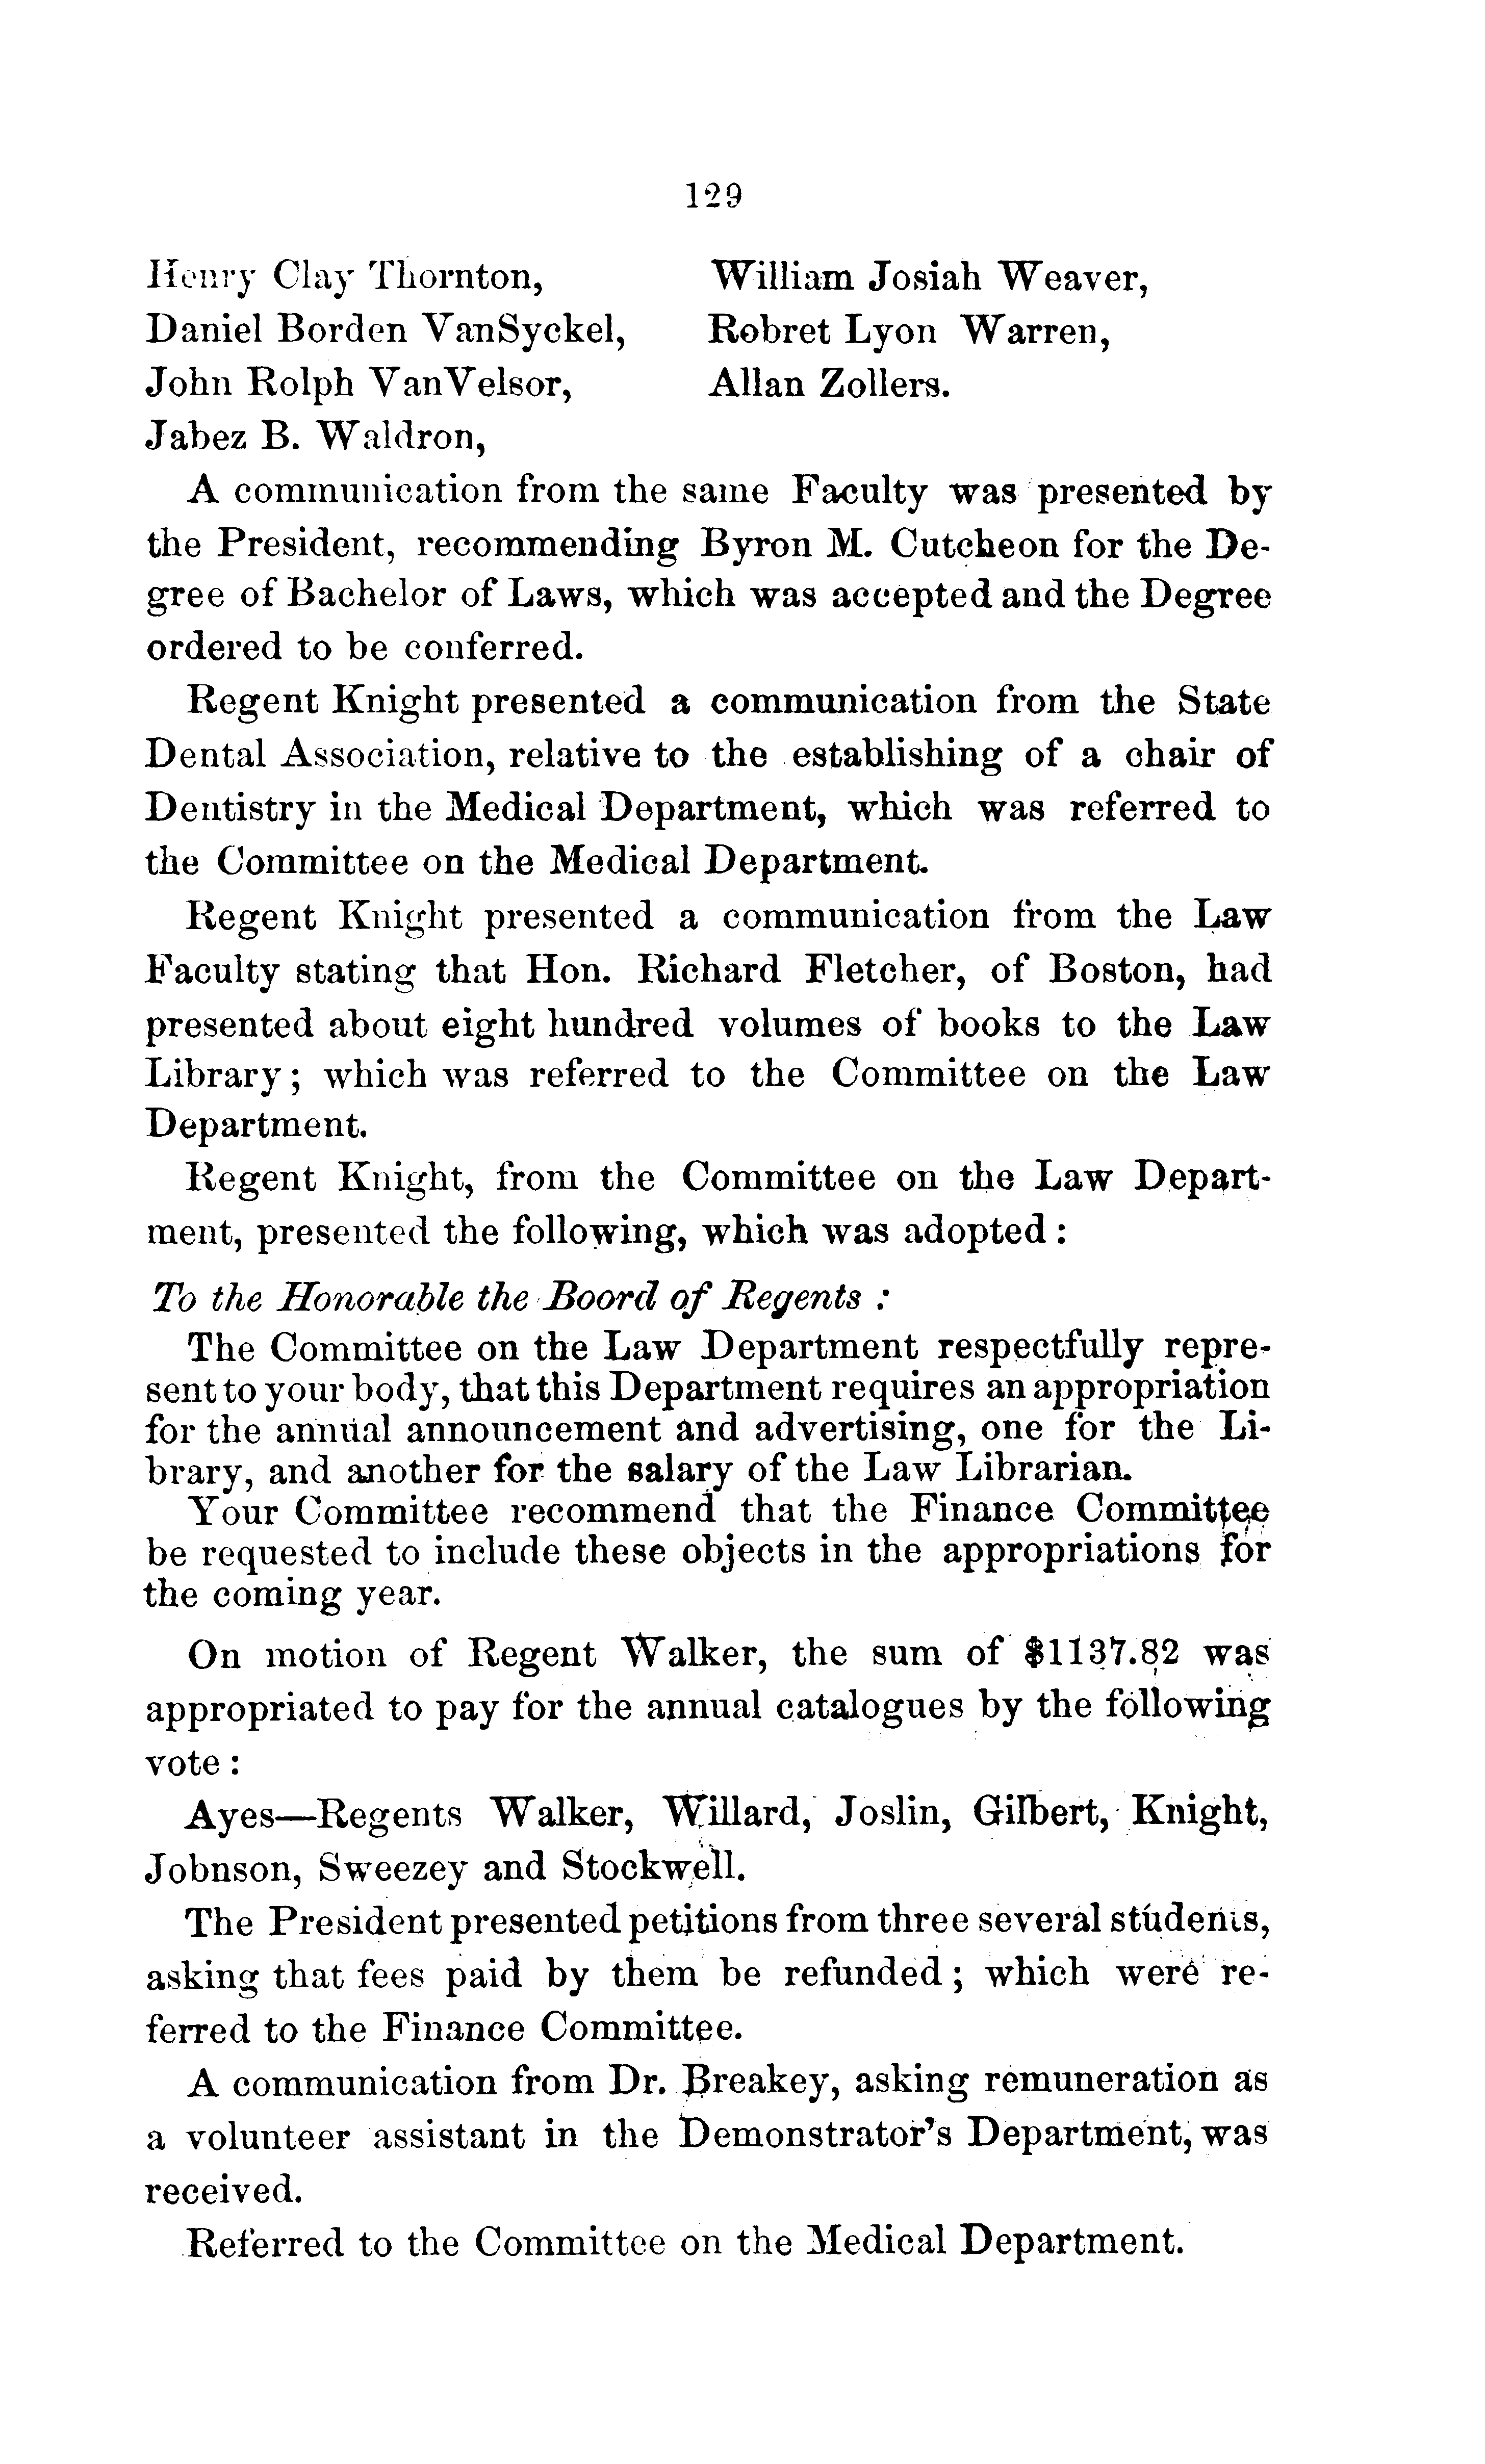 129
Henry Clay Thornton, William Josiah Weaver,
Daniel Borden VanSyckel, Robret Lyon Warren,
John Rolph VanVelsor, Allan Zollers.
Jabez B. Waldron,
A communication from the same Faculty was presented by
the President, recommending Byron M. Cutcheon for the De-
gree of Bachelor of Laws, which was accepted and the Degree
ordered to be conferred.
Regent Knight presented a communication from the State
Dental Association, relative to the establishing of a chair of
Dentistry in the Medical Department, which was referred to
the Committee on the Medical Department.
Regent Knight presented a communication from the Law
Faculty stating that Hon. Richard Fletcher, of Boston, had
presented about eight hundred volumes of books to the Law
Library; which was referred to the Committee on the Law
Department.
Regent Knight, from the Committee on the Law Depart-
ment, presented the following, which was adopted :
To the Honorable the Boord of Regents :
The Committee on the Law Department respectfully repre-
sent to your body, that this Department requires an appropriation
for the annual announcement and advertising, one for the Li-
brary, and another for the salary of the Law Librarian.
Your Committee recommend that the Finance Committee
be requested to include these objects in the appropriations for
the coming year.
On motion of Regent Walker, the sum of $1137.82 was
appropriated to pay for the annual catalogues by the following
vote :
Ayes—Regents Walker, Willard, Joslin, Gilbert, Knight,
Jobnson, Sweezey and Stockwell.
The President presented petitions from three several students,
asking that fees paid by them be refunded ; which were re-
ferred to the Finance Committee.
A communication from Dr. Breakey, asking remuneration as
a volunteer assistant in the Demonstrator's Department, was
received.
Referred to the Committee on the Medical Department.